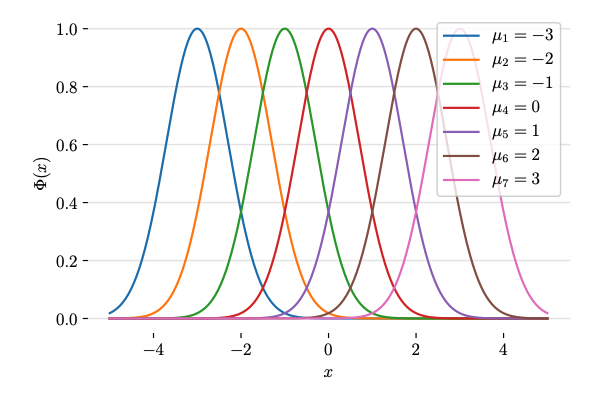 1.0
0.8
0.6
0.4
0.2
0.0
Φ(x)
−4
−2
0
2
4
x
μ₁ = −3
μ₂ = −2
μ₃ = −1
μ₄ = 0
μ₅ = 1
μ₆ = 2
μ₇ = 3